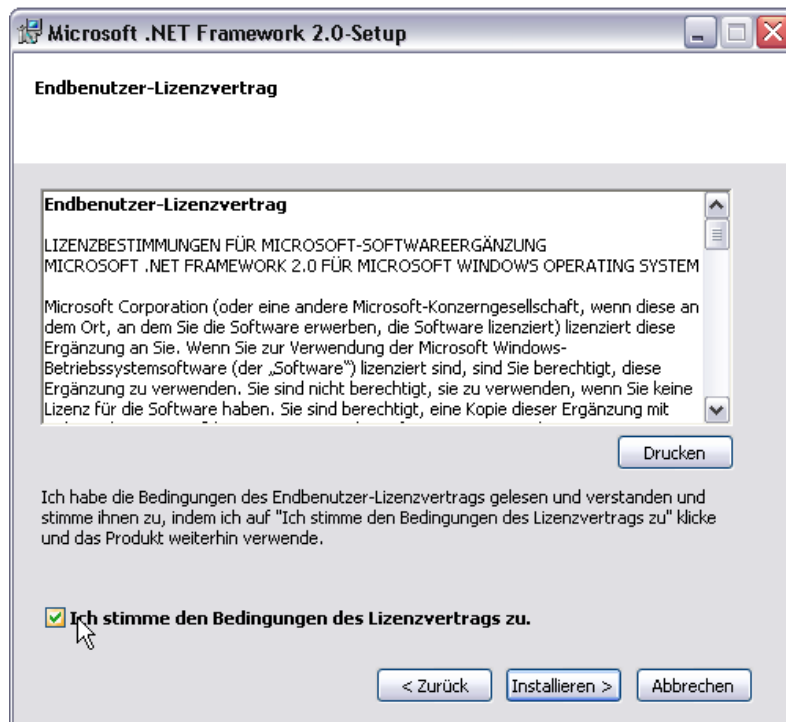 Microsoft .NET Framework 2.0-Setup
Endbenutzer-Lizenzvertrag
Endbenutzer-Lizenzvertrag
LIZENZBESTIMMUNGEN FÜR MICROSOFT-SOFTWAREERGÄNZUNG
MICROSOFT .NET FRAMEWORK 2.0 FÜR MICROSOFT WINDOWS OPERATING SYSTEM
Microsoft Corporation (oder eine andere Microsoft-Konzerngesellschaft, wenn diese an
dem Ort, an dem Sie die Software erwerben, die Software lizenziert) lizenziert diese
Ergänzung an Sie. Wenn Sie zur Verwendung der Microsoft Windows-
Betriebssystemsoftware (der „Software“) lizenziert sind, sind Sie berechtigt, diese
Ergänzung zu verwenden. Sie sind nicht berechtigt, sie zu verwenden, wenn Sie keine
Lizenz für die Software haben. Sie sind berechtigt, eine Kopie dieser Ergänzung mit
Drucken
Ich habe die Bedingungen des Endbenutzer-Lizenzvertrags gelesen und verstanden und
stimme ihnen zu, indem ich auf "Ich stimme den Bedingungen des Lizenzvertrags zu" klicke
und das Produkt weiterhin verwende.
Ich stimme den Bedingungen des Lizenzvertrags zu.
< Zurück
Installieren >
Abbrechen